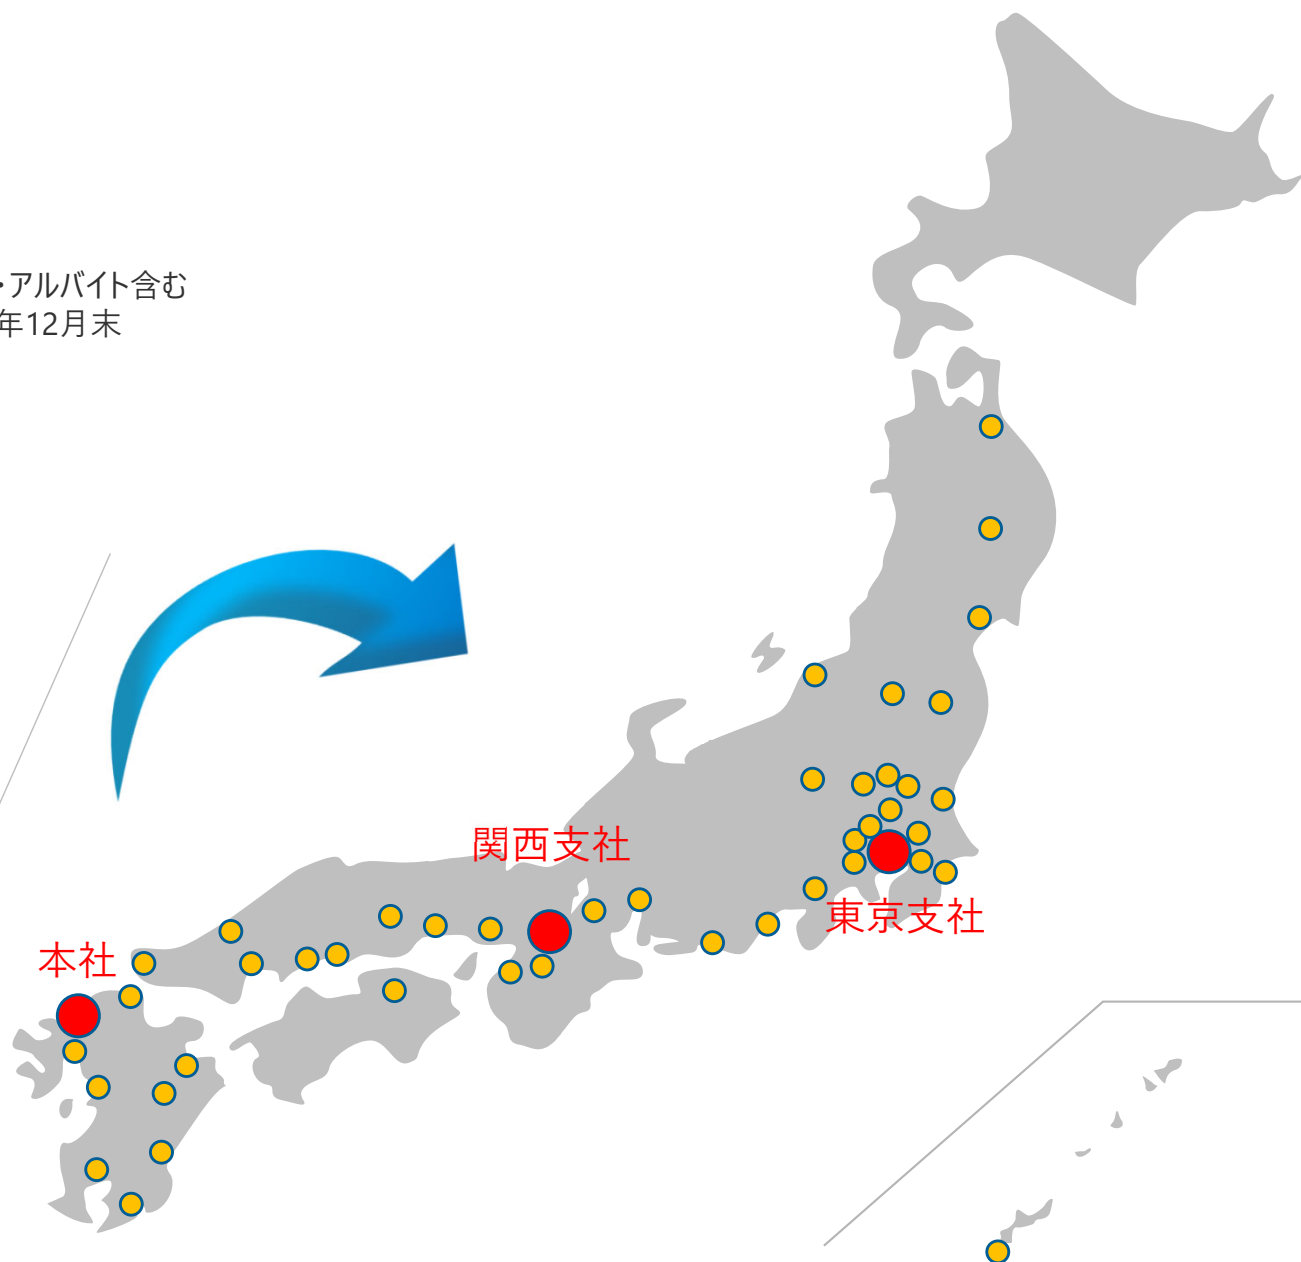 ・アルバイト含む
年12月末
関西支社
東京支社
本社